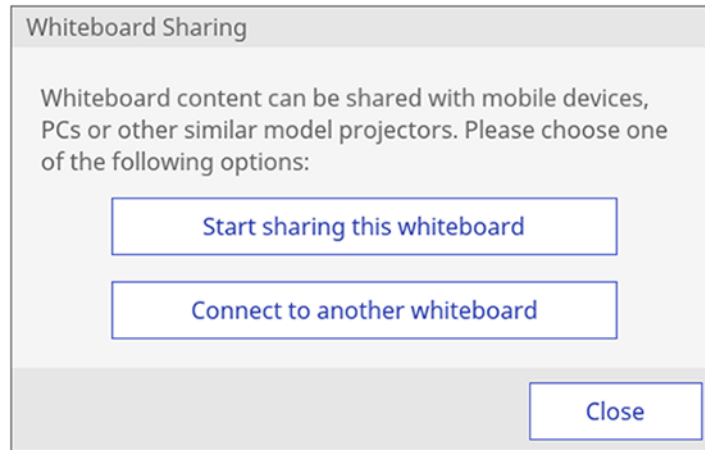 Whiteboard Sharing
Whiteboard content can be shared with mobile devices,
PCs or other similar model projectors. Please choose one
of the following options:
Start sharing this whiteboard
Connect to another whiteboard
Close